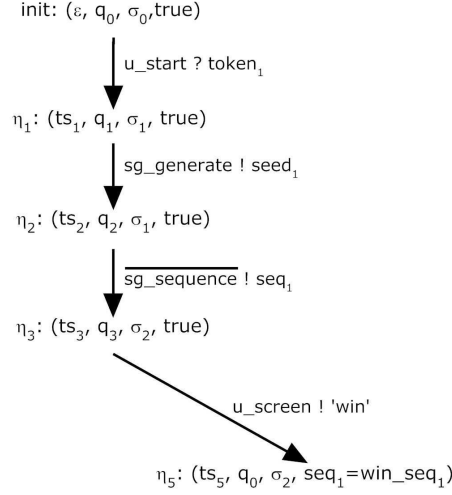 init: (ε, q₀, σ₀,true)
u_start ? token₁
η₁: (ts₁, q₁, σ₁, true)
sg_generate ! seed₁
η₂: (ts₂, q₂, σ₁, true)
s̅g̅_̅s̅e̅q̅u̅e̅n̅c̅e̅ ! seq₁
η₃: (ts₃, q₃, σ₂, true)
u_screen ! 'win'
η₅: (ts₅, q₀, σ₂, seq₁=win_seq₁)